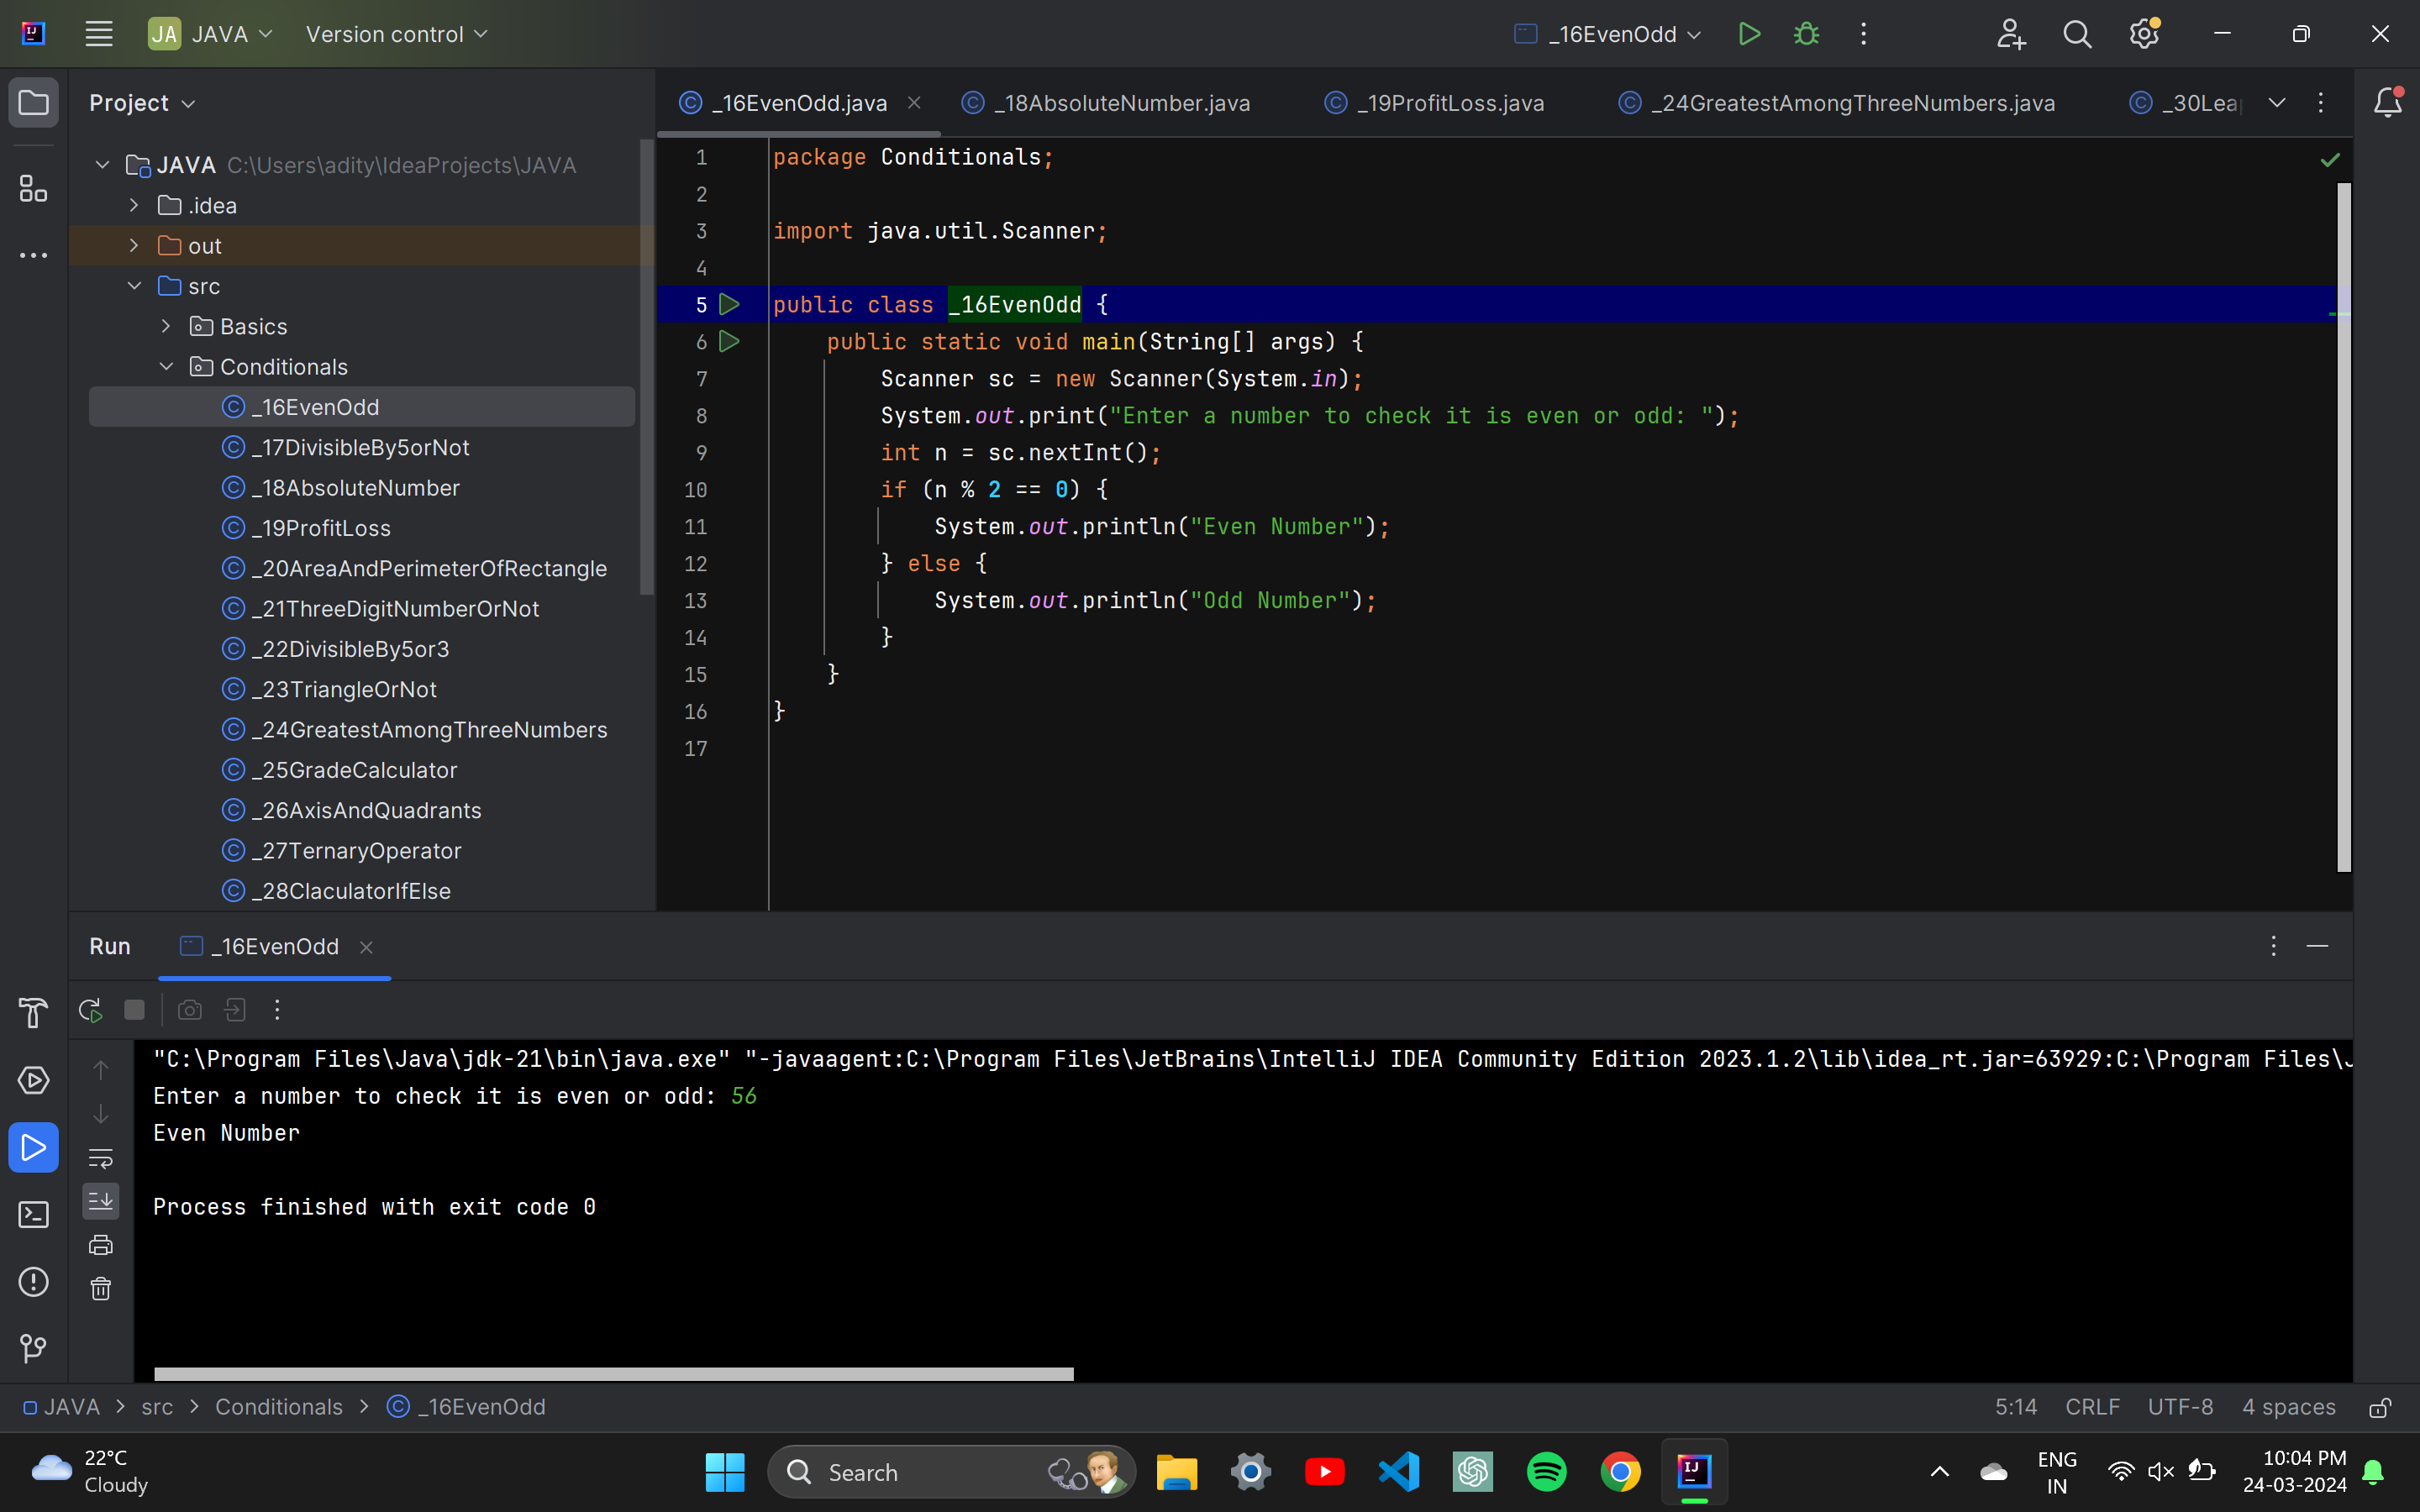 JA JAVA Version control _16EvenOdd
Project
_16EvenOdd.java _18AbsoluteNumber.java _19ProfitLoss.java _24GreatestAmongThreeNumbers.java
JAVA C:\Users\adity\IdeaProjects\JAVA
.idea
out
src
Basics
Conditionals
_16EvenOdd
_17DivisibleBy5orNot
_18AbsoluteNumber
_19ProfitLoss
_20AreaAndPerimeterOfRectangle
_21ThreeDigitNumberOrNot
_22DivisibleBy5or3
_23TriangleOrNot
_24GreatestAmongThreeNumbers
_25GradeCalculator
_26AxisAndQuadrants
_27TernaryOperator
_28ClaculatorIfElse
1 package Conditionals;
2
3 import java.util.Scanner;
4
5 public class _16EvenOdd {
6 public static void main(String[] args) {
7 Scanner sc = new Scanner(System.in);
8 System.out.print("Enter a number to check it is even or odd: ");
9 int n = sc.nextInt();
10 if (n % 2 == 0) {
11 System.out.println("Even Number");
12 } else {
13 System.out.println("Odd Number");
14 }
15 }
16 }
17
Run _16EvenOdd
"C:\Program Files\Java\jdk-21\bin\java.exe" "-javaagent:C:\Program Files\JetBrains\IntelliJ IDEA Community Edition 2023.1.2\lib\idea_rt.jar=63929:C:\Program Files\J
Enter a number to check it is even or odd: 56
Even Number
Process finished with exit code 0
JAVA > src > Conditionals > _16EvenOdd 5:14 CRLF UTF-8 4 spaces
22°C
Cloudy
Search
ENG
IN
10:04 PM
24-03-2024